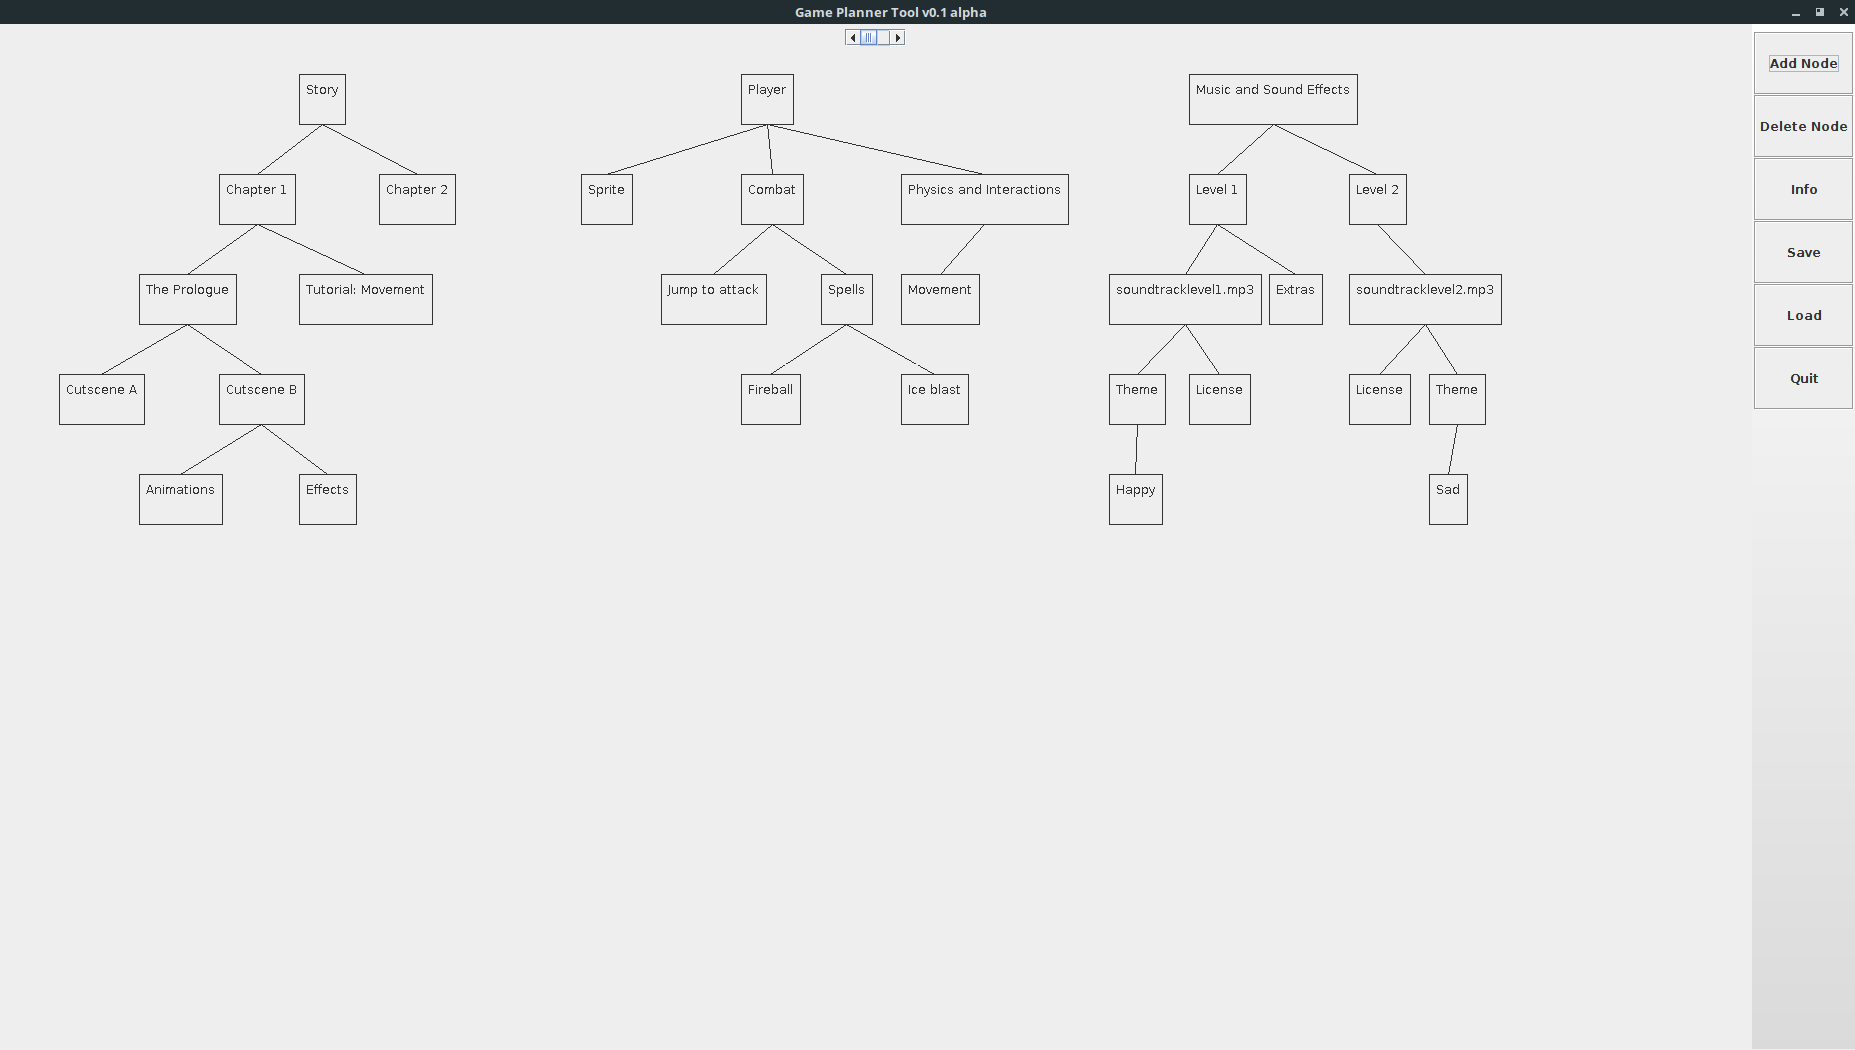 Game Planner Tool v0.1 alpha
Story
Player
Music and Sound Effects
Chapter 1
Chapter 2
Sprite
Combat
Physics and Interactions
Level 1
Level 2
The Prologue
Tutorial: Movement
Jump to attack
Spells
Movement
soundtracklevel1.mp3
Extras
soundtracklevel2.mp3
Cutscene A
Cutscene B
Fireball
Ice blast
Theme
License
License
Theme
Animations
Effects
Happy
Sad
Add Node
Delete Node
Info
Save
Load
Quit